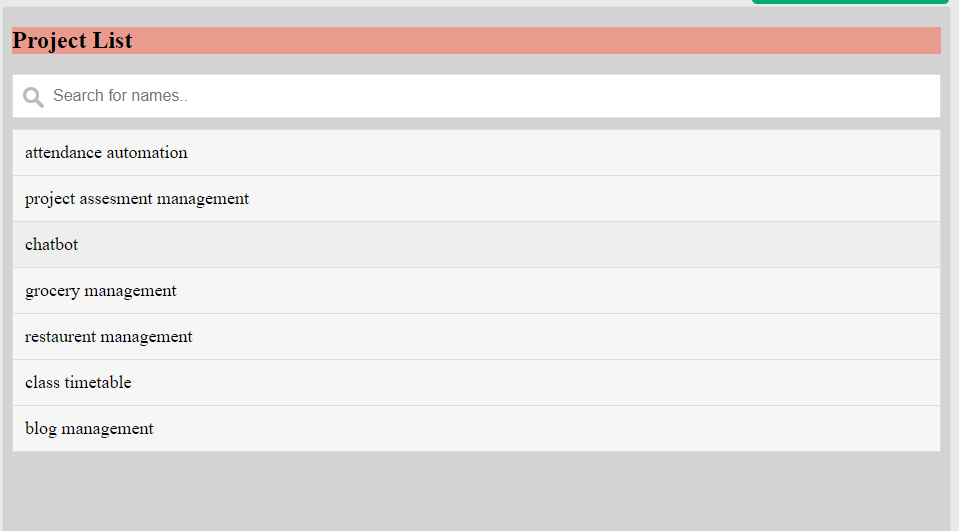 Project List
Search for names..
attendance automation
project assesment management
chatbot
grocery management
restaurent management
class timetable
blog management